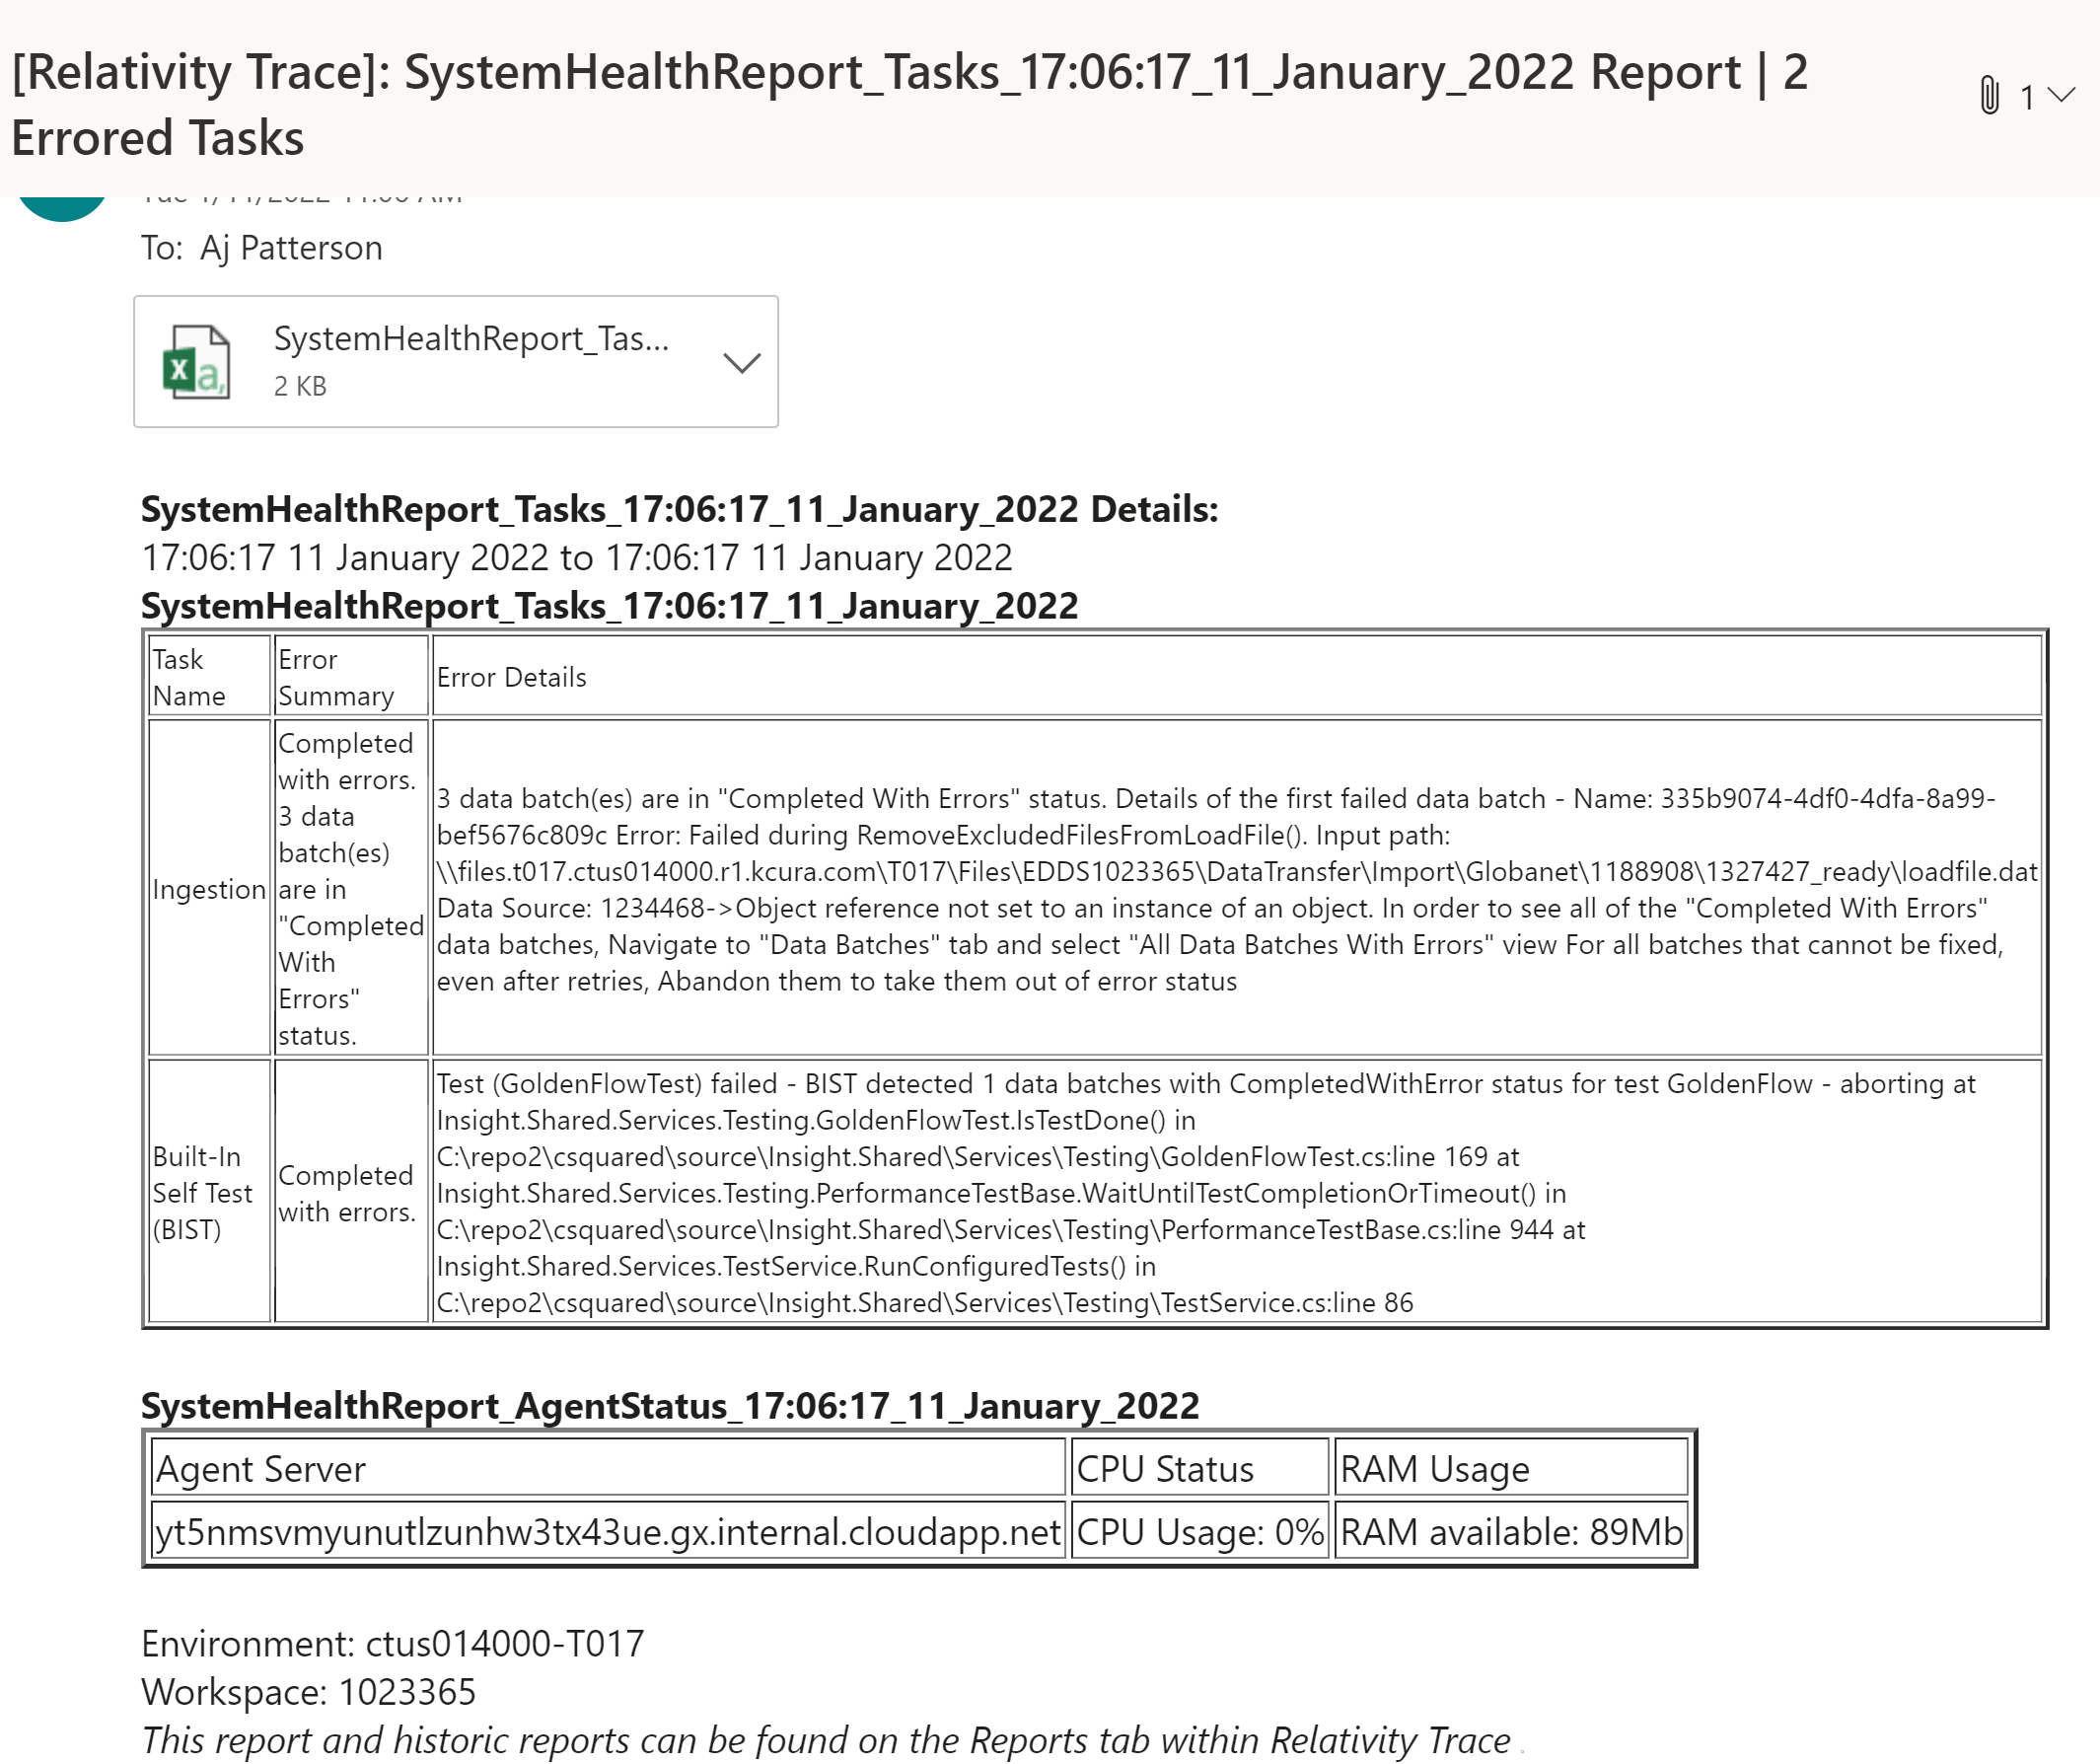 [Relativity Trace]: SystemHealthReport_Tasks_17:06:17_11_January_2022 Report | 2
Errored Tasks
1
To: Aj Patterson
SystemHealthReport_Tas...
2 KB
SystemHealthReport_Tasks_17:06:17_11_January_2022 Details:
17:06:17 11 January 2022 to 17:06:17 11 January 2022
SystemHealthReport_Tasks_17:06:17_11_January_2022
Task
Name
Error
Summary
Error Details
Ingestion
Completed
with errors.
3 data
batch(es)
are in
"Completed
With
Errors"
status.
3 data batch(es) are in "Completed With Errors" status. Details of the first failed data batch - Name: 335b9074-4df0-4dfa-8a99-
bef5676c809c Error: Failed during RemoveExcludedFilesFromLoadFile(). Input path:
\\files.t017.ctus014000.r1.kcura.com\T017\Files\EDDS1023365\DataTransfer\Import\Globanet\1188908\1327427_ready\loadfile.dat
Data Source: 1234468->Object reference not set to an instance of an object. In order to see all of the "Completed With Errors"
data batches, Navigate to "Data Batches" tab and select "All Data Batches With Errors" view For all batches that cannot be fixed,
even after retries, Abandon them to take them out of error status
Built-In
Self Test
(BIST)
Completed
with errors.
Test (GoldenFlowTest) failed - BIST detected 1 data batches with CompletedWithError status for test GoldenFlow - aborting at
Insight.Shared.Services.Testing.GoldenFlowTest.IsTestDone() in
C:\repo2\csquared\source\Insight.Shared\Services\Testing\GoldenFlowTest.cs:line 169 at
Insight.Shared.Services.Testing.PerformanceTestBase.WaitUntilTestCompletionOrTimeout() in
C:\repo2\csquared\source\Insight.Shared\Services\Testing\PerformanceTestBase.cs:line 944 at
Insight.Shared.Services.TestService.RunConfiguredTests() in
C:\repo2\csquared\source\Insight.Shared\Services\Testing\TestService.cs:line 86
SystemHealthReport_AgentStatus_17:06:17_11_January_2022
Agent Server CPU Status RAM Usage
yt5nmsvmyunutlzunhw3tx43ue.gx.internal.cloudapp.net CPU Usage: 0% RAM available: 89Mb
Environment: ctus014000-T017
Workspace: 1023365
This report and historic reports can be found on the Reports tab within Relativity Trace .